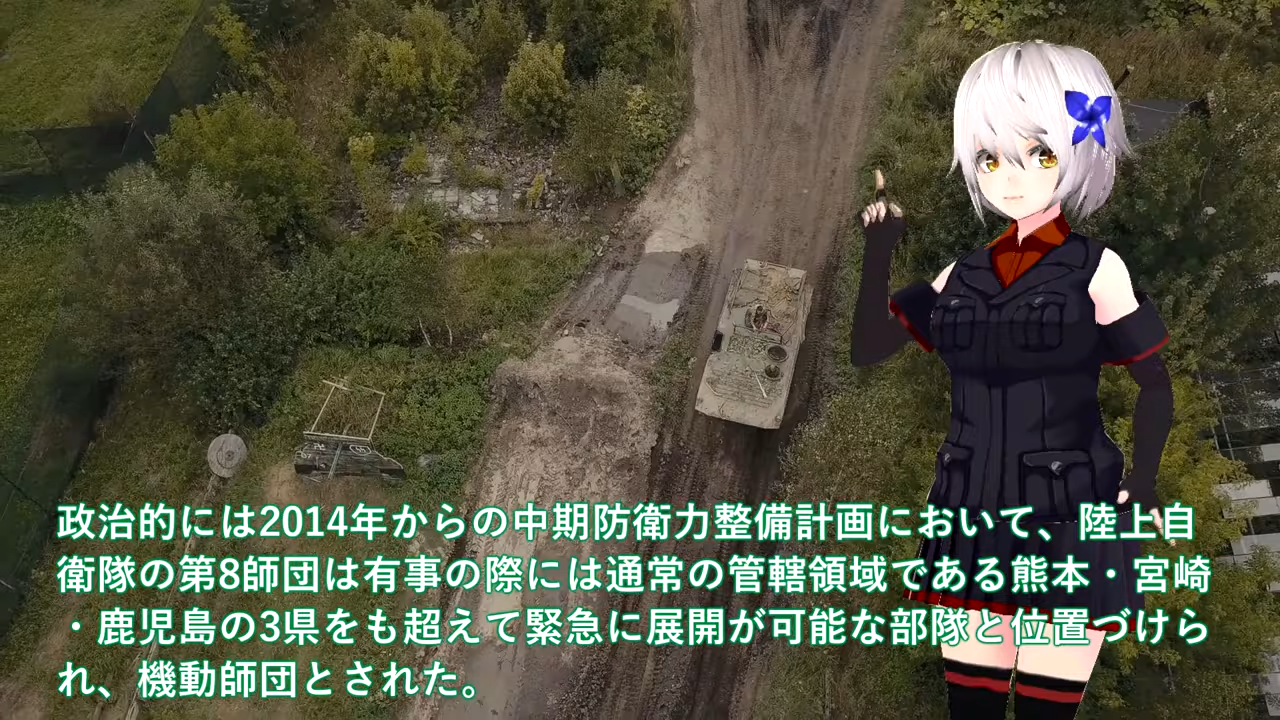 政治的には2014年からの中期防衛力整備計画において、陸上自
衛隊の第8師団は有事の際には通常の管轄領域である熊本・宮崎
・鹿児島の3県をも超えて緊急に展開が可能な部隊と位置づけら
れ、機動師団とされた。